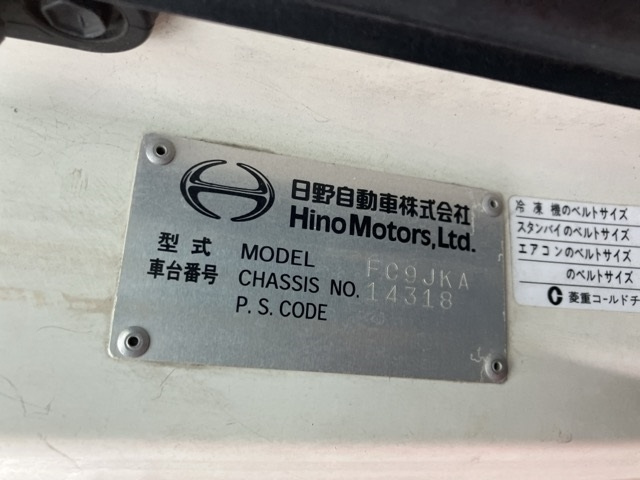 日野自動車株式会社
Hino Motors, Ltd.
型式 MODEL FC9JKA
車台番号 CHASSIS NO. 14318
P. S. CODE
冷凍機のベルトサイズ
スタンバイのベルトサイズ
エアコンのベルトサイズ
のベルトサイズ
菱重コールドチ